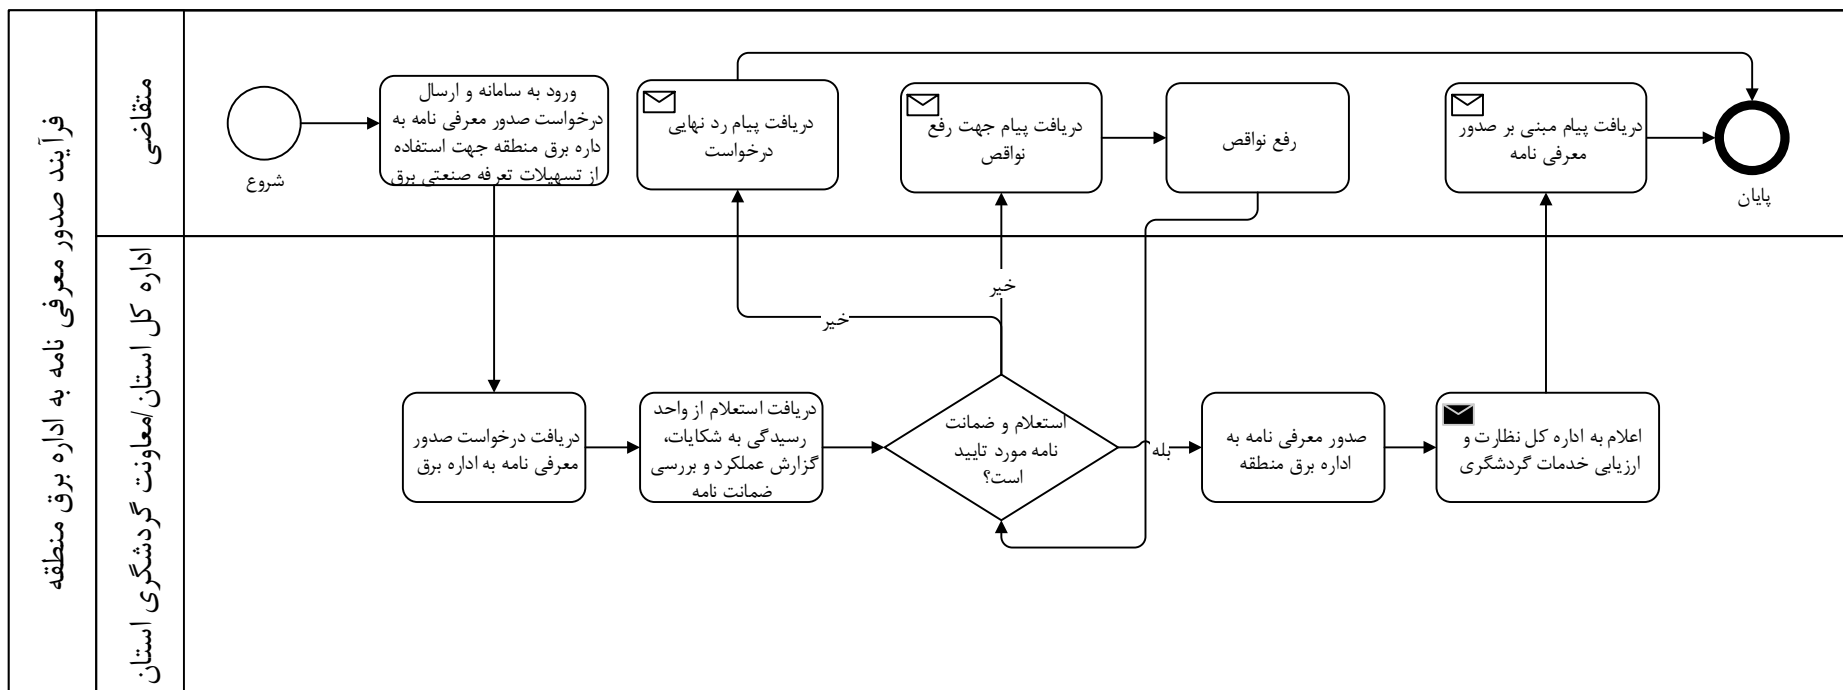 فرآیند صدور معرفی نامه به اداره برق منطقه
متقاضی
شروع
ورود به سامانه و ارسال
درخواست صدور معرفی نامه به
داره برق منطقه جهت استفاده
از تسهیلات تعرفه صنعتی برق
دریافت پیام رد نهایی
درخواست
دریافت پیام جهت رفع
نواقص
رفع نواقص
دریافت پیام مبنی بر صدور
معرفی نامه
پایان
اداره کل استان/معاونت گردشگری استان
دریافت درخواست صدور
معرفی نامه به اداره برق
دریافت استعلام از واحد
رسیدگی به شکایات،
گزارش عملکرد و بررسی
ضمانت نامه
خیر
خیر
استعلام و ضمانت
نامه مورد تایید
است؟
بله
صدور معرفی نامه به
اداره برق منطقه
اعلام به اداره کل نظارت و
ارزیابی خدمات گردشگری